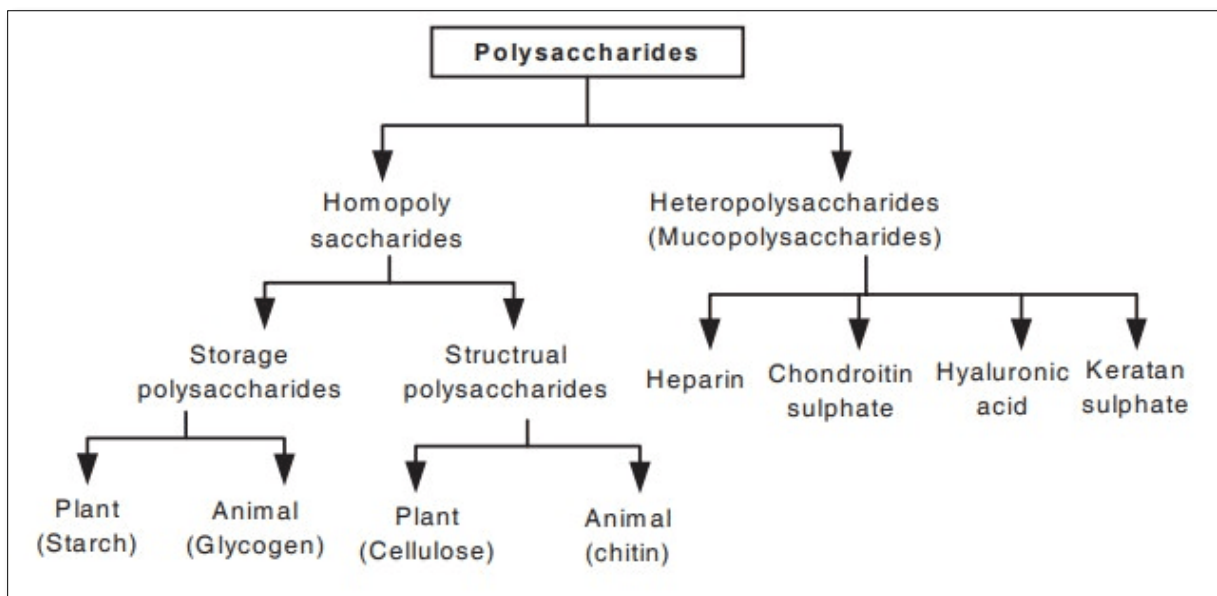 Polysaccharides
Homopoly
saccharides
Heteropolysaccharides
(Mucopolysaccharides)
Storage
polysaccharides
Structrual
polysaccharides
Heparin
Chondroitin
sulphate
Hyaluronic
acid
Keratan
sulphate
Plant
(Starch)
Animal
(Glycogen)
Plant
(Cellulose)
Animal
(chitin)